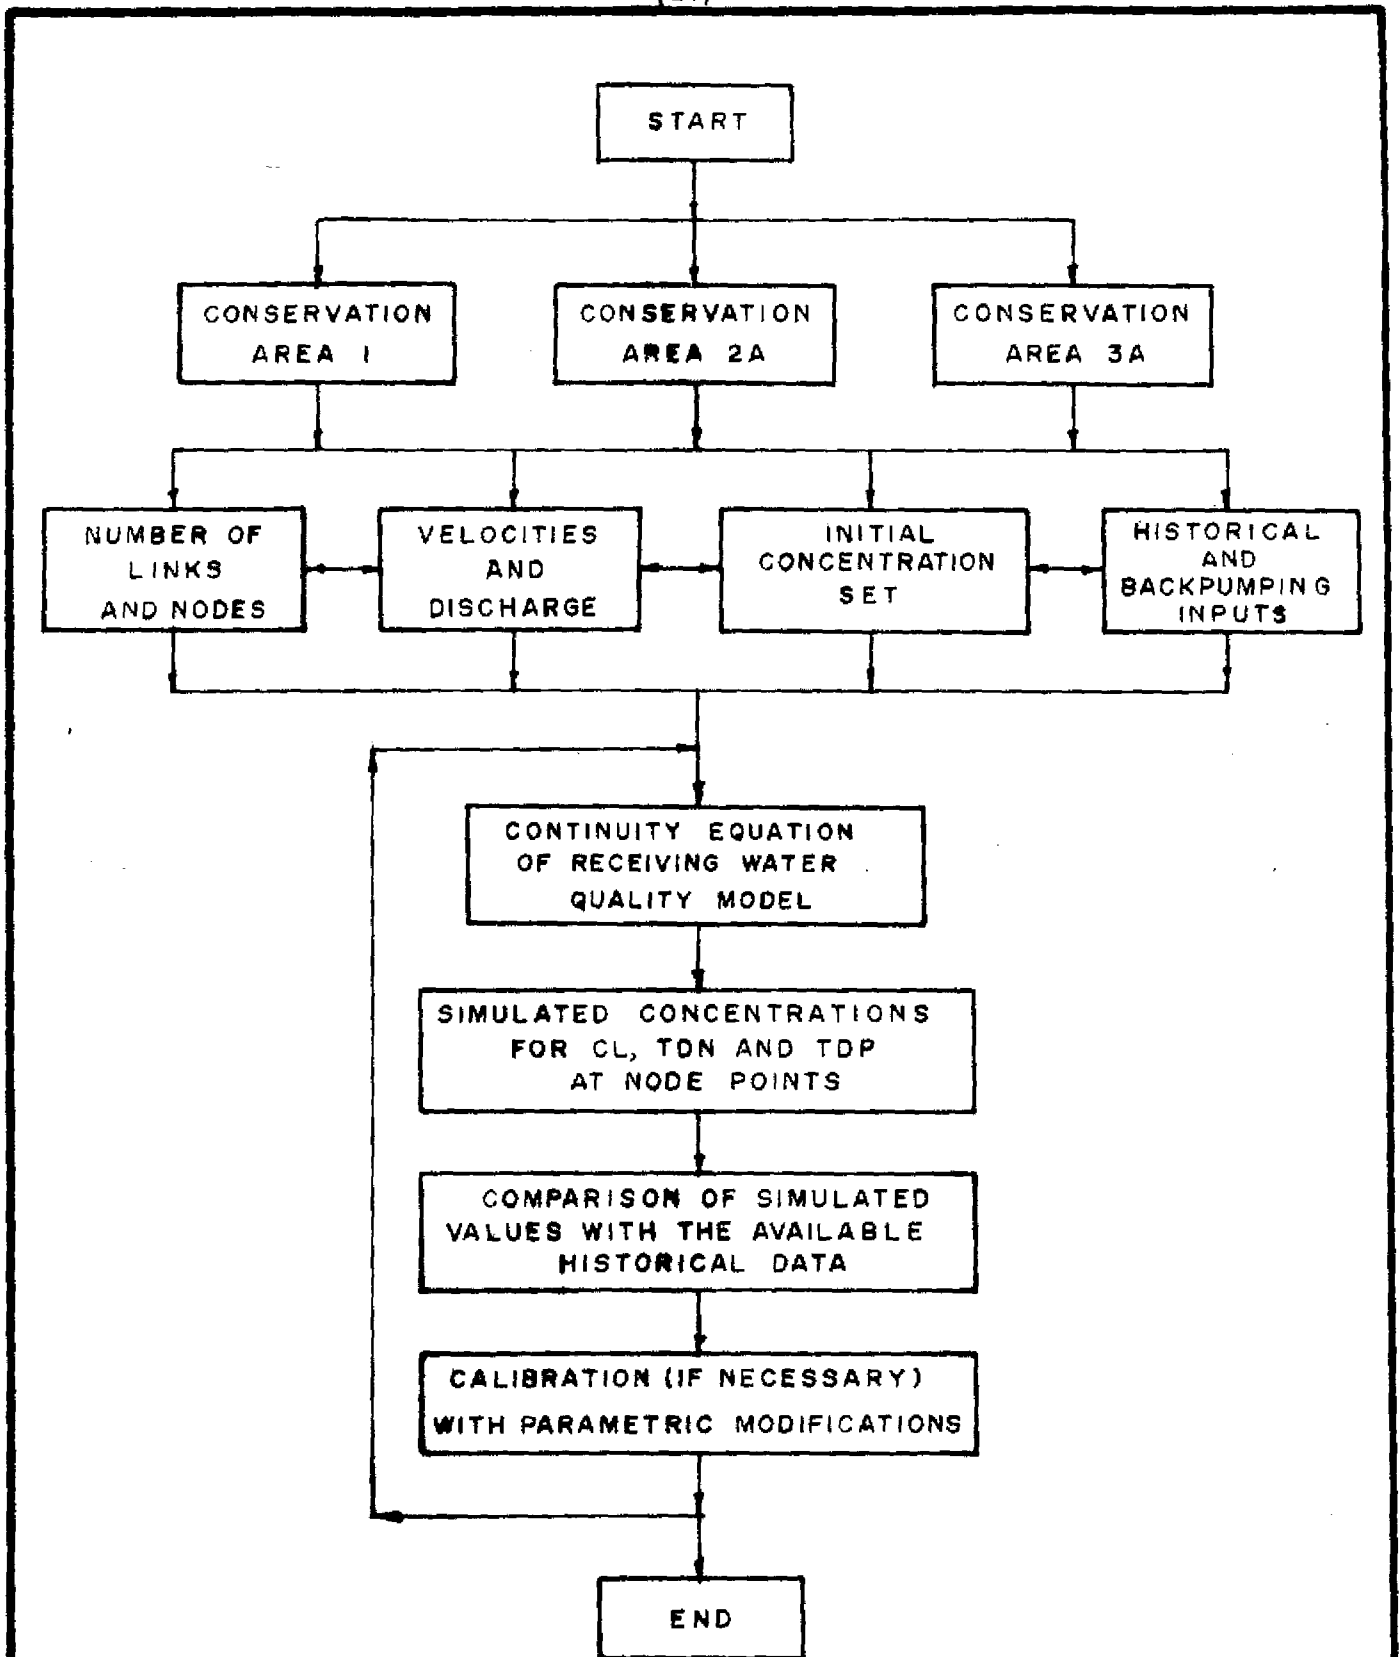 START
CONSERVATION
AREA 1
CONSERVATION
AREA 2A
CONSERVATION
AREA 3A
NUMBER OF
LINKS
AND NODES
VELOCITIES
AND
DISCHARGE
INITIAL
CONCENTRATION
SET
HISTORICAL
AND
BACKPUMPING
INPUTS
CONTINUITY EQUATION
OF RECEIVING WATER
QUALITY MODEL
SIMULATED CONCENTRATIONS
FOR CL, TDN AND TDP
AT NODE POINTS
COMPARISON OF SIMULATED
VALUES WITH THE AVAILABLE
HISTORICAL DATA
CALIBRATION (IF NECESSARY)
WITH PARAMETRIC MODIFICATIONS
END